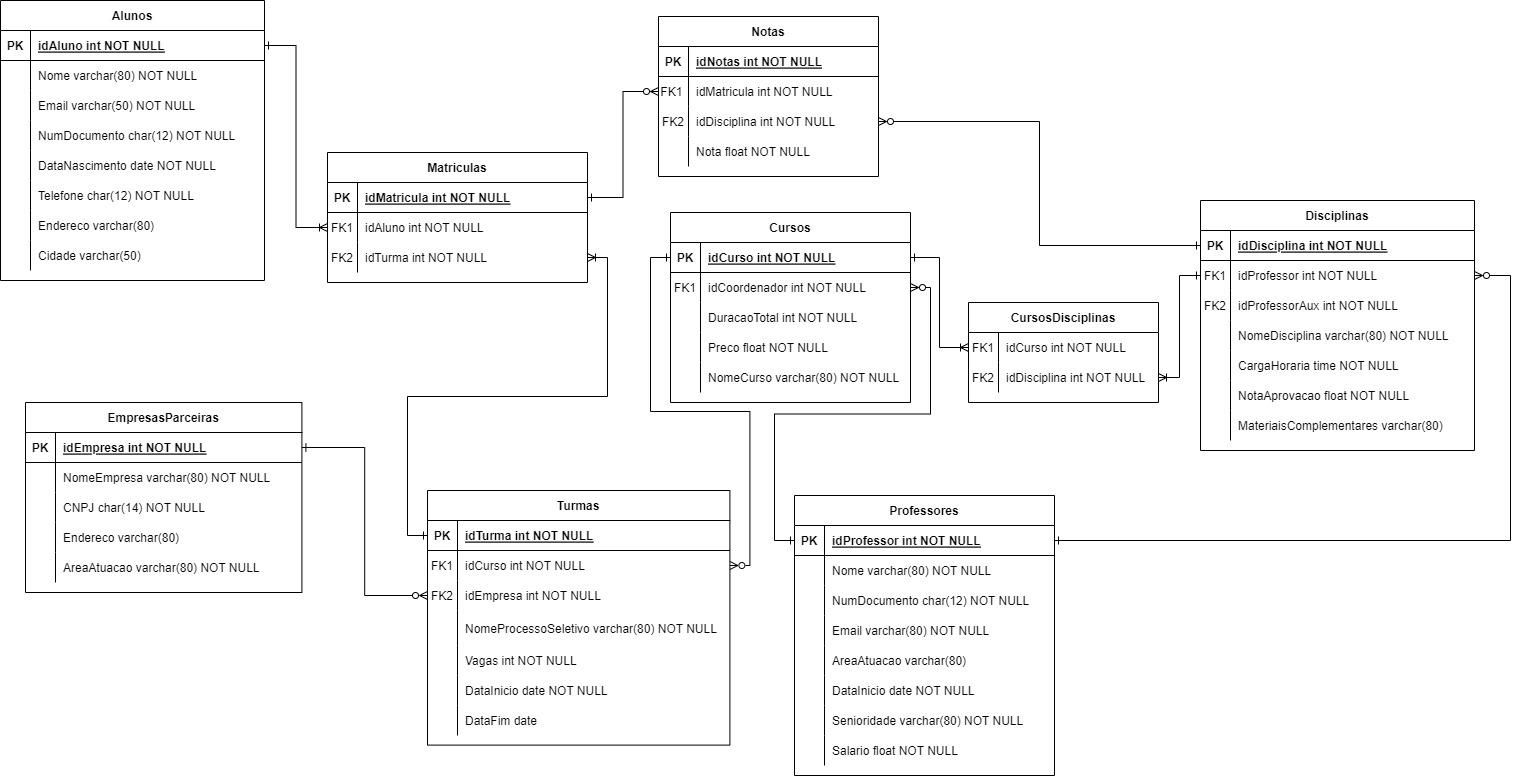 Alunos
PK idAluno int NOT NULL
Nome varchar(80) NOT NULL
Email varchar(50) NOT NULL
NumDocumento char(12) NOT NULL
DataNascimento date NOT NULL
Telefone char(12) NOT NULL
Endereco varchar(80)
Cidade varchar(50)
Matriculas
PK idMatricula int NOT NULL
FK1 idAluno int NOT NULL
FK2 idTurma int NOT NULL
Notas
PK idNotas int NOT NULL
FK1 idMatricula int NOT NULL
FK2 idDisciplina int NOT NULL
Nota float NOT NULL
Cursos
PK idCurso int NOT NULL
FK1 idCoordenador int NOT NULL
DuracaoTotal int NOT NULL
Preco float NOT NULL
NomeCurso varchar(80) NOT NULL
CursosDisciplinas
FK1 idCurso int NOT NULL
FK2 idDisciplina int NOT NULL
Disciplinas
PK idDisciplina int NOT NULL
FK1 idProfessor int NOT NULL
FK2 idProfessorAux int NOT NULL
NomeDisciplina varchar(80) NOT NULL
CargaHoraria time NOT NULL
NotaAprovacao float NOT NULL
MateriaisComplementares varchar(80)
EmpresasParceiras
PK idEmpresa int NOT NULL
NomeEmpresa varchar(80) NOT NULL
CNPJ char(14) NOT NULL
Endereco varchar(80)
AreaAtuacao varchar(80) NOT NULL
Turmas
PK idTurma int NOT NULL
FK1 idCurso int NOT NULL
FK2 idEmpresa int NOT NULL
NomeProcessoSeletivo varchar(80) NOT NULL
Vagas int NOT NULL
DataInicio date NOT NULL
DataFim date
Professores
PK idProfessor int NOT NULL
Nome varchar(80) NOT NULL
NumDocumento char(12) NOT NULL
Email varchar(80) NOT NULL
AreaAtuacao varchar(80)
DataInicio date NOT NULL
Senioridade varchar(80) NOT NULL
Salario float NOT NULL